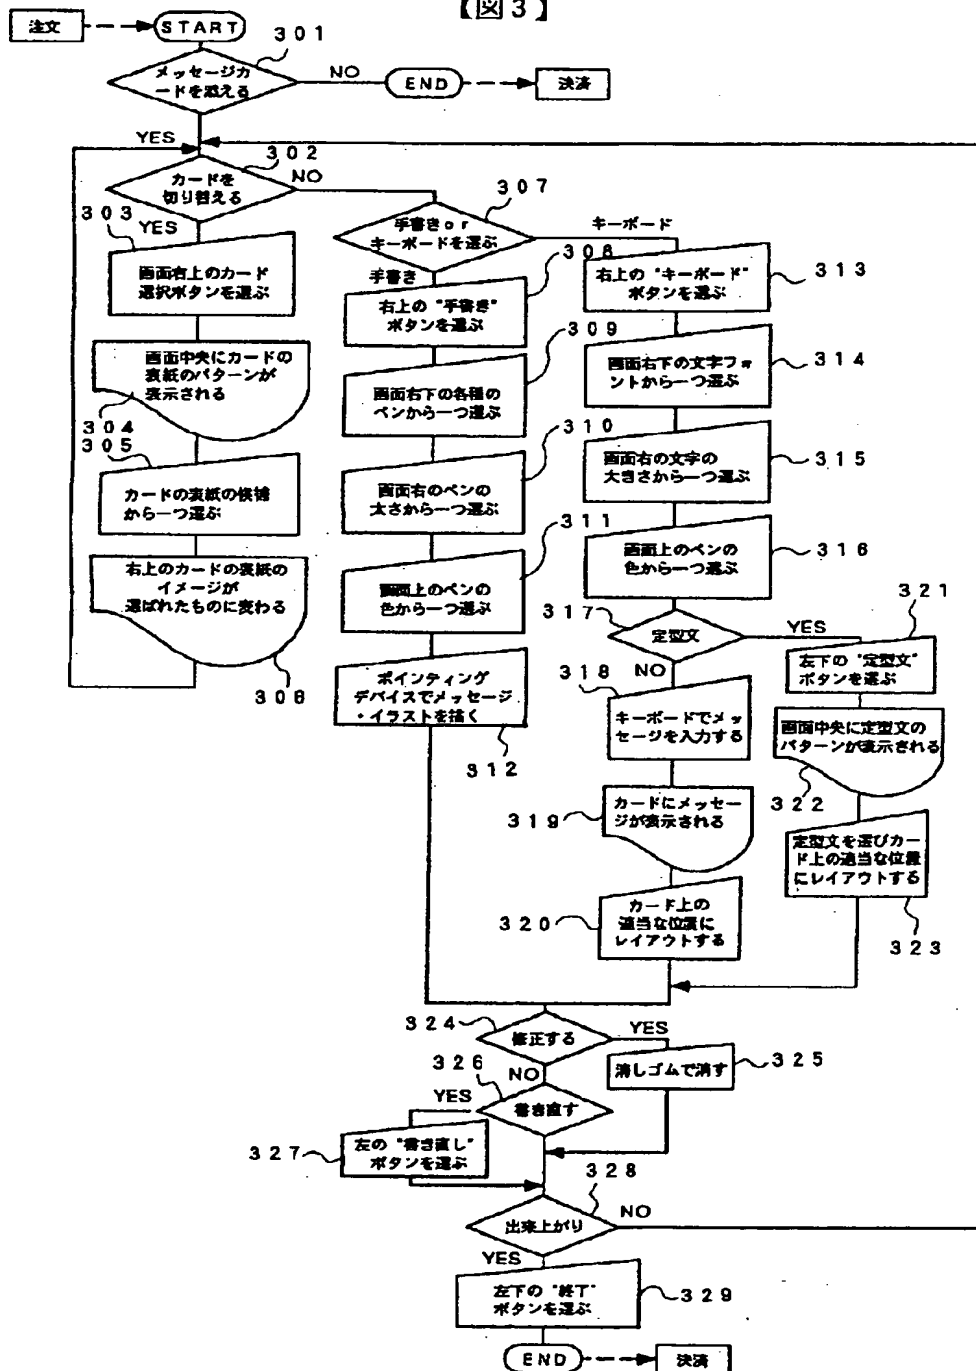 【図3】
注文
START
301
メッセージカ
ードを添える
NO
END
決済
YES
302
カードを
切り替える
NO
303
YES
画面右上のカード
選択ボタンを選ぶ
画面中央にカードの
表紙のパターンが
表示される
304
305
カードの表紙の候補
から一つ選ぶ
右上のカードの表紙の
イメージが
選ばれたものに変わる
306
307
手書きor
キーボードを選ぶ
キーボード
手書き
308
右上の"手書き"
ボタンを選ぶ
309
画面右下の各種の
ペンから一つ選ぶ
310
画面右のペンの
太さから一つ選ぶ
311
画面上のペンの
色から一つ選ぶ
ポインティング
デバイスでメッセージ
・イラストを描く
312
右上の"キーボード"
ボタンを選ぶ
313
画面右下の文字フォ
ントから一つ選ぶ
314
画面右の文字の
大きさから一つ選ぶ
315
画面上のペンの
色から一つ選ぶ
316
317
定型文
YES
321
NO
318
キーボードでメッ
セージを入力する
319
カードにメッセー
ジが表示される
320
カード上の
適当な位置に
レイアウトする
左下の"定型文"
ボタンを選ぶ
画面中央に定型文の
パターンが表示される
322
定型文を選びカー
ド上の適当な位置
にレイアウトする
323
324
修正する
YES
消しゴムで消す
325
NO
326
YES
書き直す
327
左の"書き直し"
ボタンを選ぶ
328
出来上がり
NO
YES
左下の"終了"
ボタンを選ぶ
329
END
決済